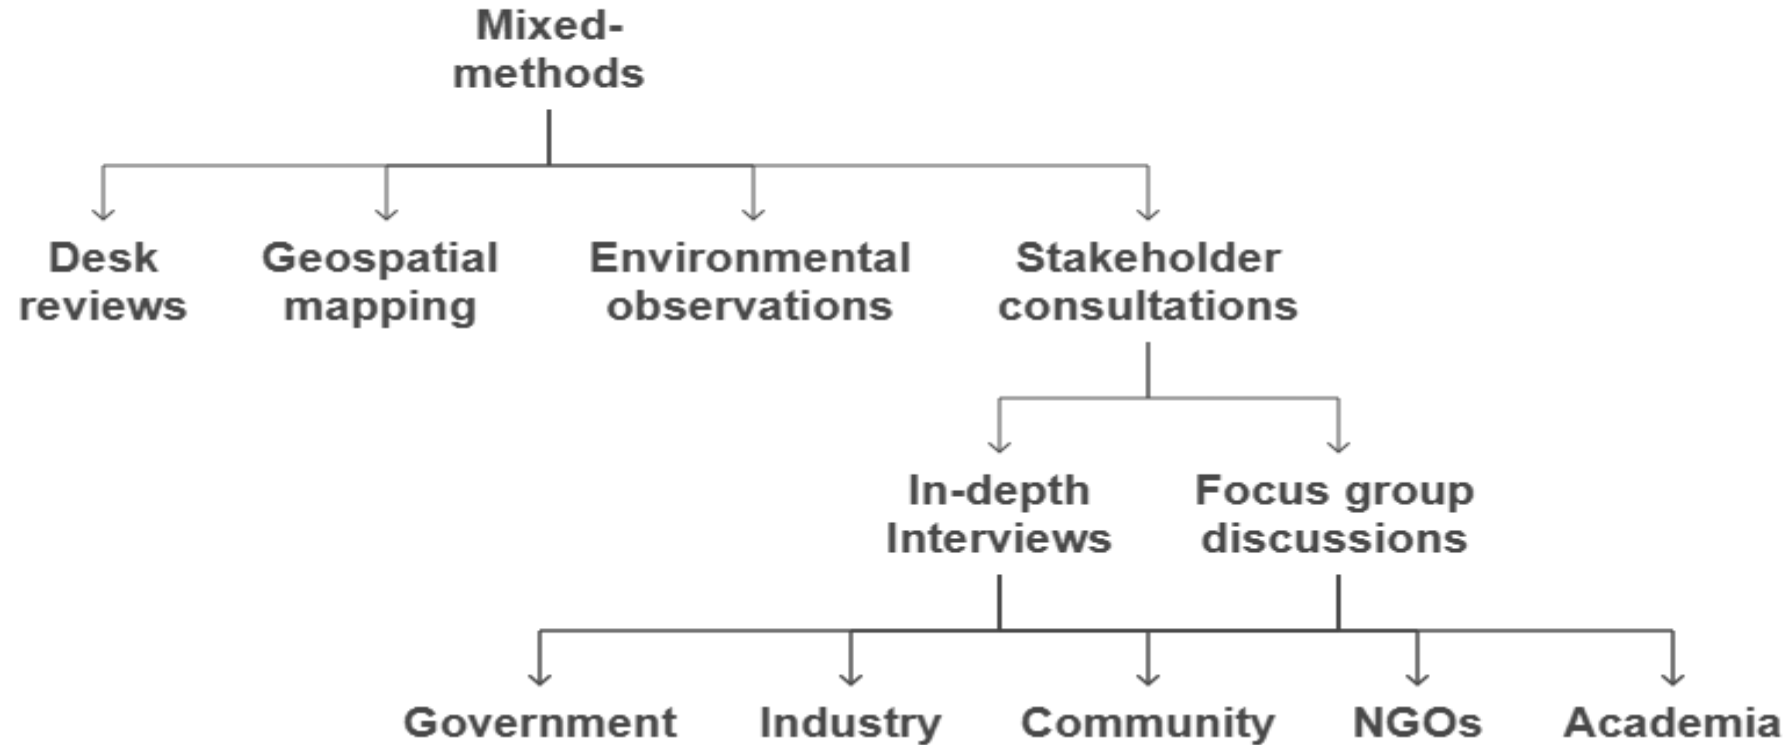 Mixed-
methods
Desk
reviews
Geospatial
mapping
Environmental
observations
Stakeholder
consultations
In-depth
Interviews
Focus group
discussions
Government
Industry
Community
NGOs
Academia